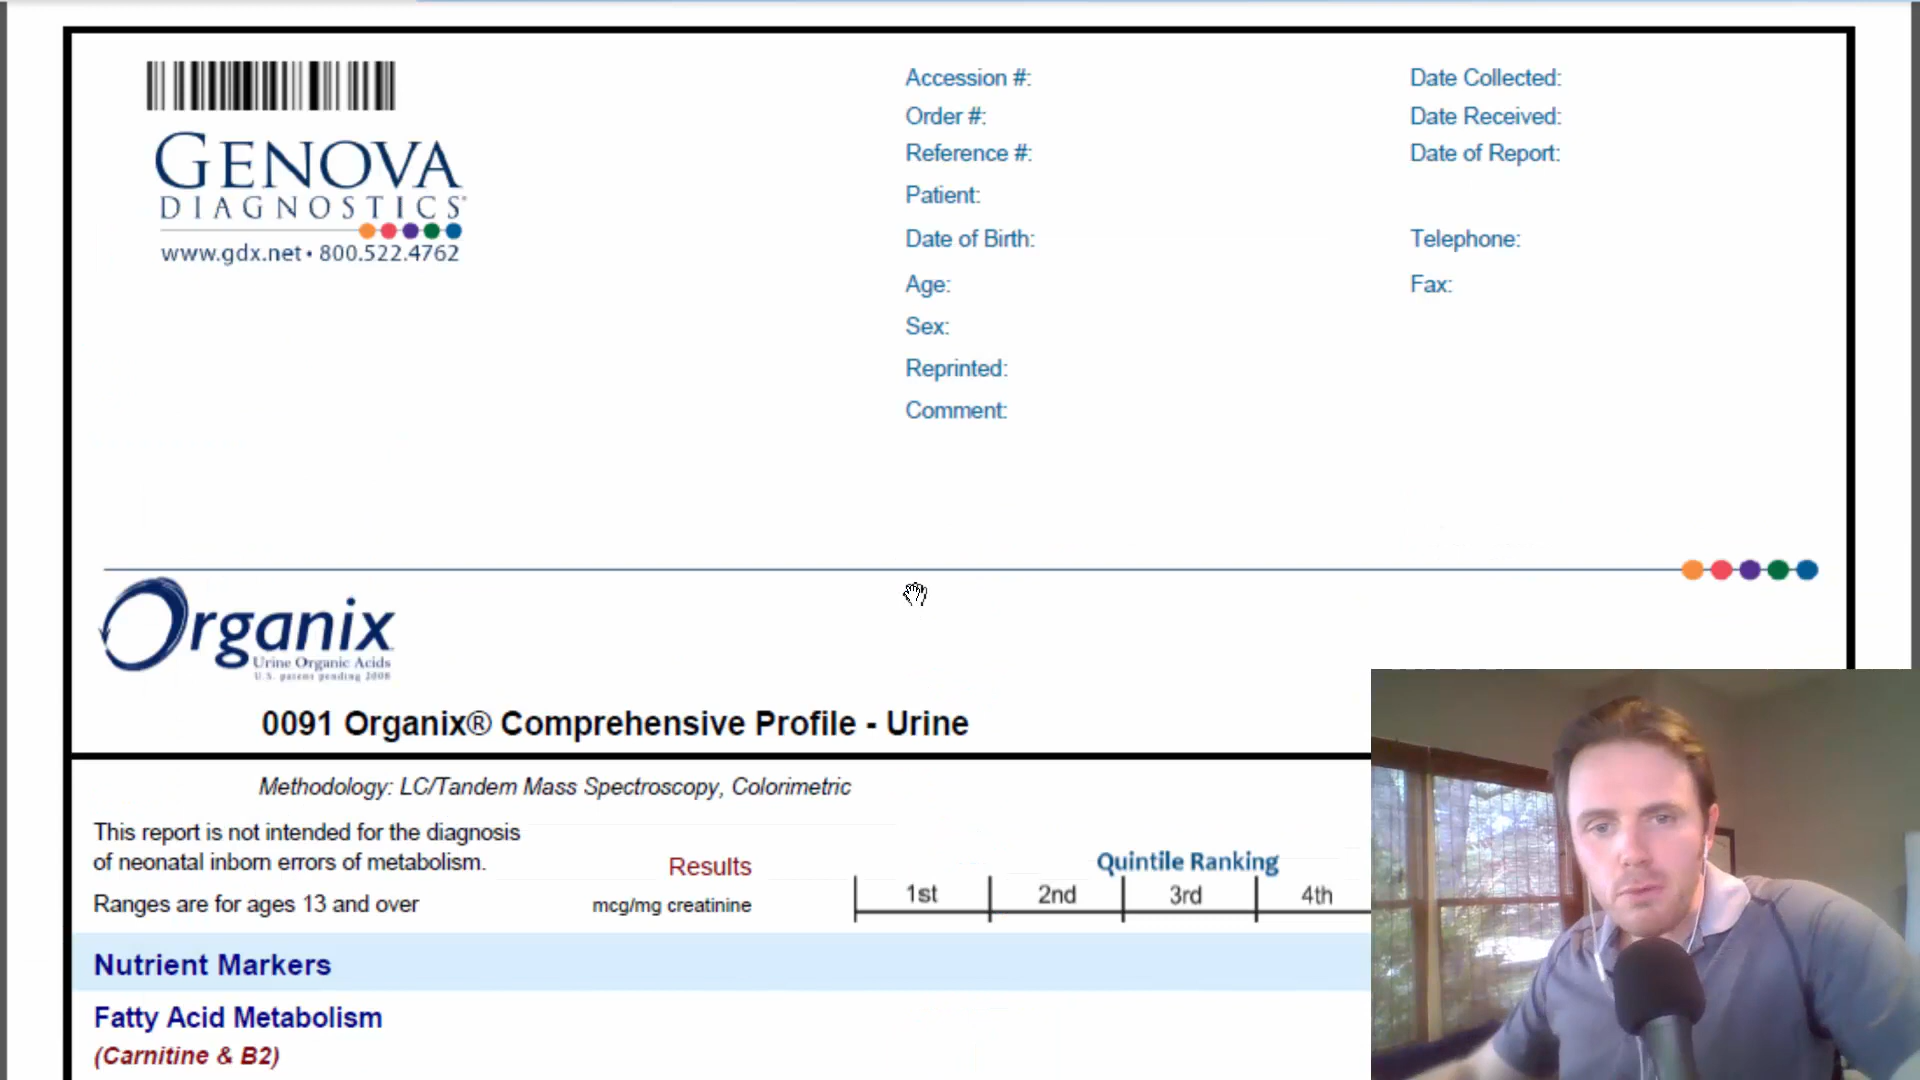 GENOVA
DIAGNOSTICS
www.gdx.net • 800.522.4762
Accession #:
Order #:
Reference #:
Patient:
Date of Birth:
Age:
Sex:
Reprinted:
Comment:
Date Collected:
Date Received:
Date of Report:
Telephone:
Fax:
Organix
Urine Organic Acids
U.S. patent pending 2008
0091 Organix® Comprehensive Profile - Urine
Methodology: LC/Tandem Mass Spectroscopy, Colorimetric
This report is not intended for the diagnosis
of neonatal inborn errors of metabolism.
Ranges are for ages 13 and over
Results
mcg/mg creatinine
Quintile Ranking
1st 2nd 3rd 4th
Nutrient Markers
Fatty Acid Metabolism
(Carnitine & B2)